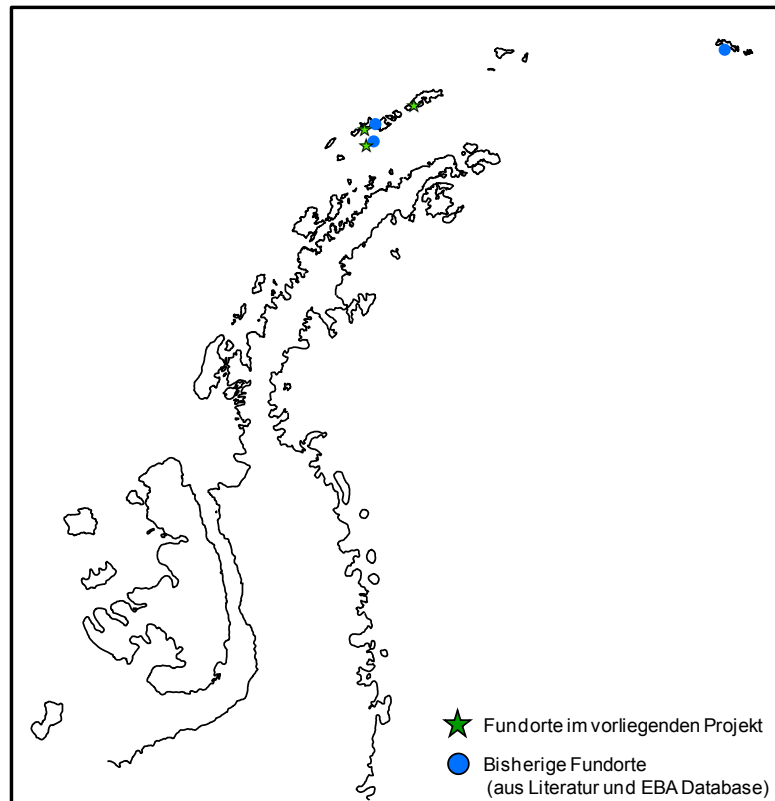 Fundorte im vorliegenden Projekt
Bisherige Fundorte
(aus Literatur und EBA Database)